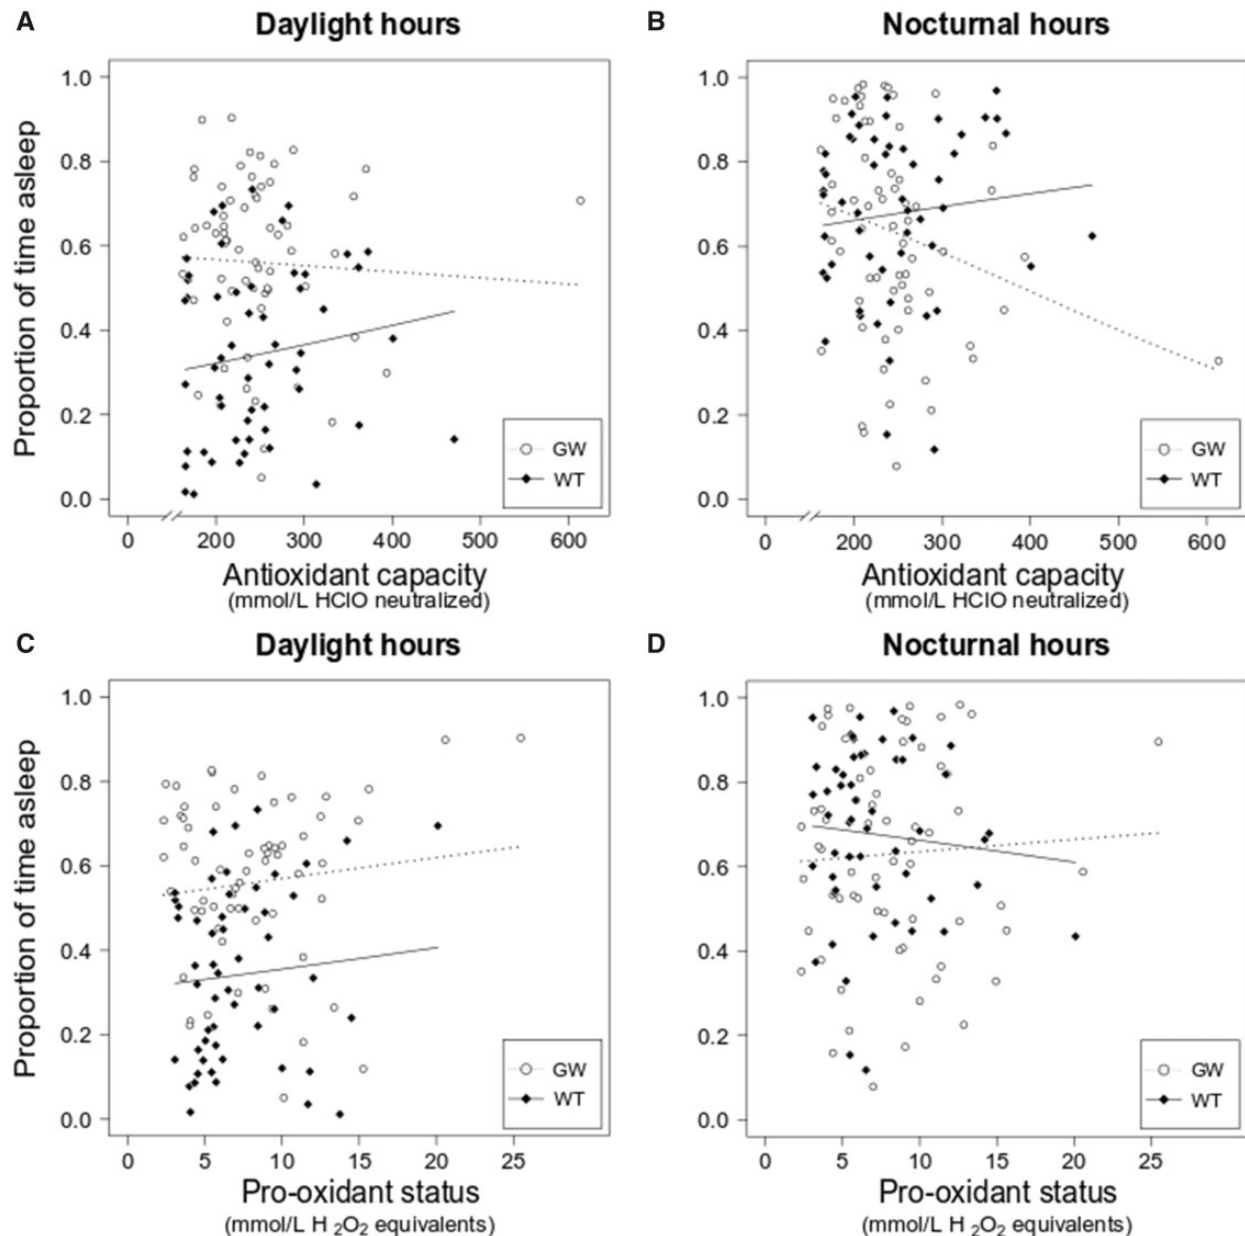 A
Daylight hours
B
Nocturnal hours
Proportion of time asleep
1.0
0.8
0.6
0.4
0.2
0.0
GW
WT
0
200
300
400
500
600
Antioxidant capacity
(mmol/L HClO neutralized)
1.0
0.8
0.6
0.4
0.2
0.0
GW
WT
0
200
300
400
500
600
Antioxidant capacity
(mmol/L HClO neutralized)
C
Daylight hours
D
Nocturnal hours
Proportion of time asleep
1.0
0.8
0.6
0.4
0.2
0.0
GW
WT
0
5
10
15
20
25
Pro-oxidant status
(mmol/L H 2O2 equivalents)
1.0
0.8
0.6
0.4
0.2
0.0
GW
WT
0
5
10
15
20
25
Pro-oxidant status
(mmol/L H 2O2 equivalents)